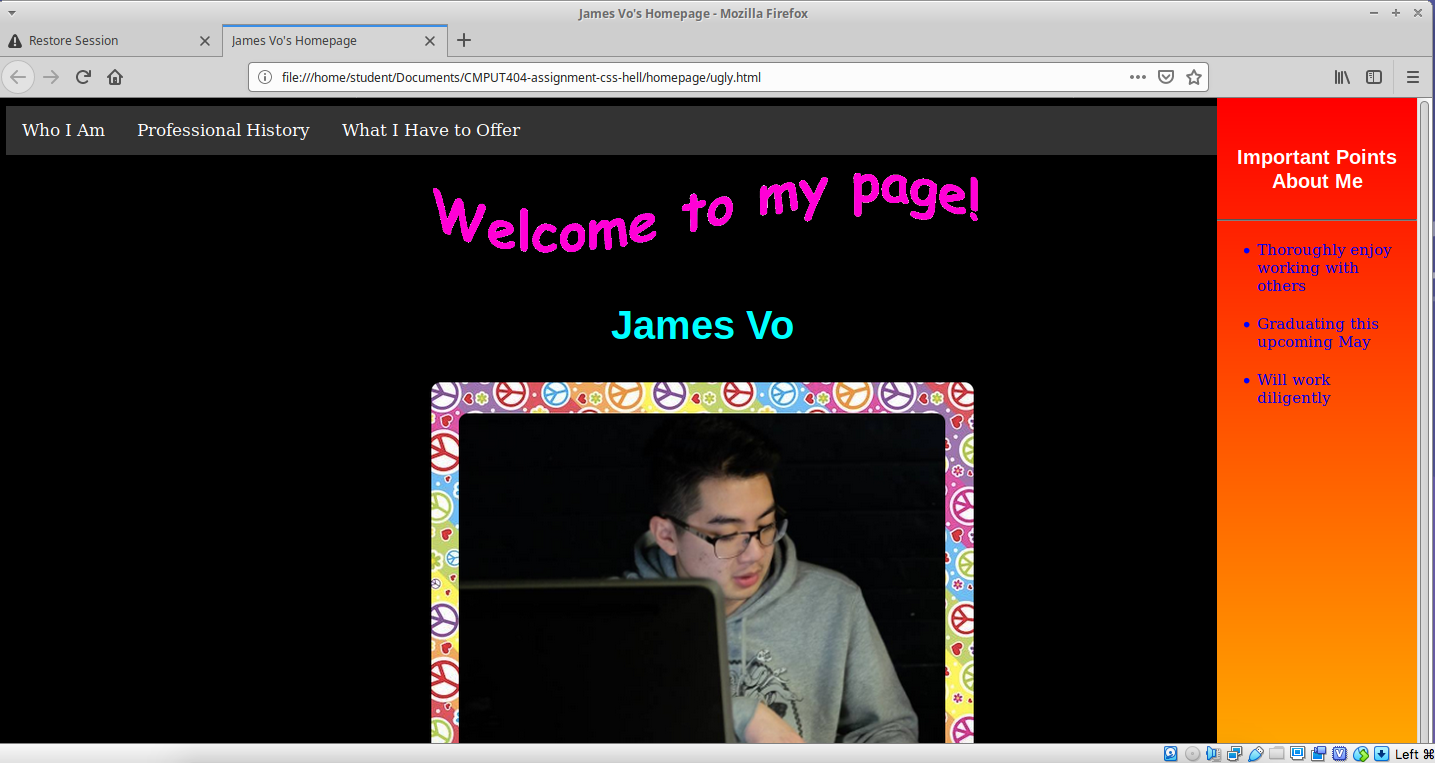 James Vo's Homepage - Mozilla Firefox
Restore Session
James Vo's Homepage
file:///home/student/Documents/CMPUT404-assignment-css-hell/homepage/ugly.html
Who I Am Professional History What I Have to Offer
Welcome to my page!
James Vo
Important Points
About Me
• Thoroughly enjoy
working with
others
• Graduating this
upcoming May
• Will work
diligently
Left ⌘